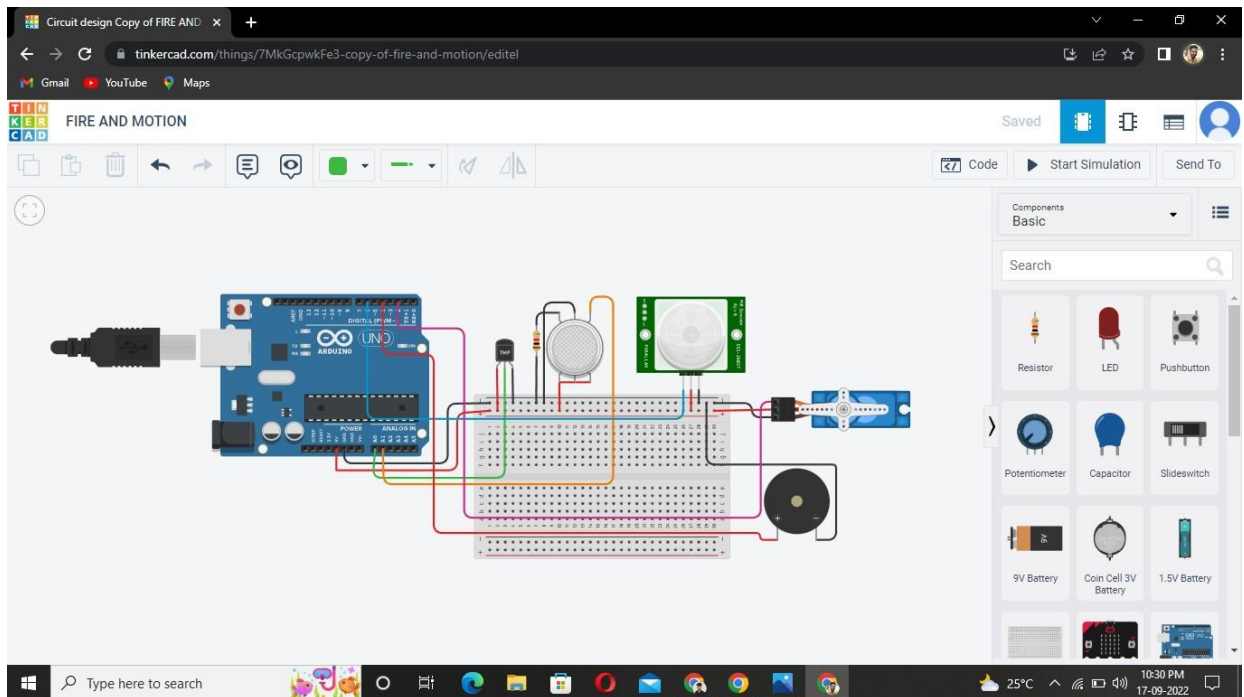 Circuit design Copy of FIRE AND
tinkercad.com/things/7MkGcpwkFe3-copy-of-fire-and-motion/editel
Gmail YouTube Maps
TIN
KER
CAD
FIRE AND MOTION
Saved
Code
Start Simulation
Send To
Components
Basic
Search
Resistor
LED
Pushbutton
Potentiometer
Capacitor
Slideswitch
9V
9V Battery
Coin Cell 3V
Battery
1.5V Battery
UNO
ARDUINO
ON
TMP
POWER
ANALOG IN
Type here to search
25°C
10:30 PM
17-09-2022